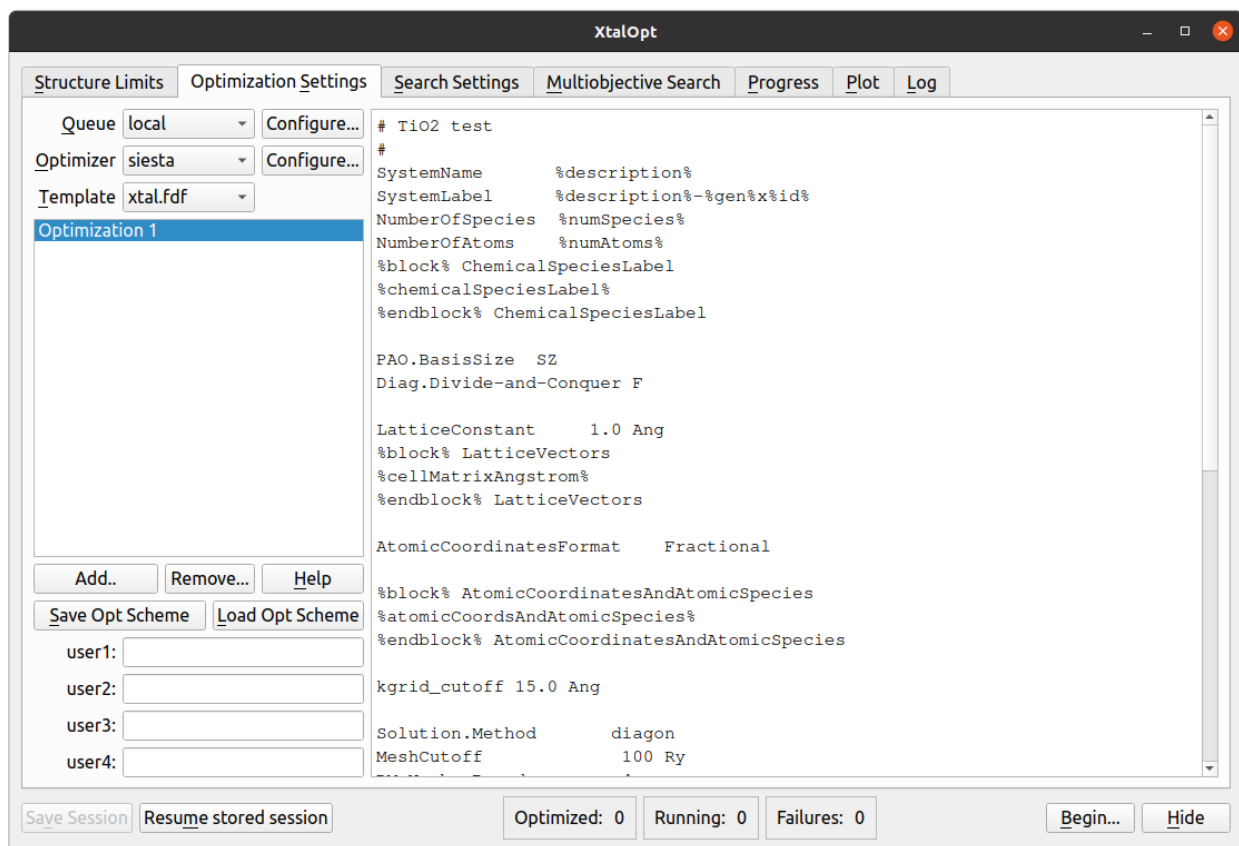 XtalOpt
Structure Limits Optimization Settings Search Settings Multiobjective Search Progress Plot Log
Queue local Configure...
Optimizer siesta Configure...
Template xtal.fdf
Optimization 1
Add.. Remove... Help
Save Opt Scheme Load Opt Scheme
user1:
user2:
user3:
user4:
# TiO2 test
#
SystemName %description%
SystemLabel %description%-%gen%x%id%
NumberOfSpecies %numSpecies%
NumberOfAtoms %numAtoms%
%block% ChemicalSpeciesLabel
%chemicalSpeciesLabel%
%endblock% ChemicalSpeciesLabel
PAO.BasisSize SZ
Diag.Divide-and-Conquer F
LatticeConstant 1.0 Ang
%block% LatticeVectors
%cellMatrixAngstrom%
%endblock% LatticeVectors
AtomicCoordinatesFormat Fractional
%block% AtomicCoordinatesAndAtomicSpecies
%atomicCoordsAndAtomicSpecies%
%endblock% AtomicCoordinatesAndAtomicSpecies
kgrid_cutoff 15.0 Ang
Solution.Method diagon
MeshCutoff 100 Ry
Save Session Resume stored session Optimized: 0 Running: 0 Failures: 0 Begin... Hide